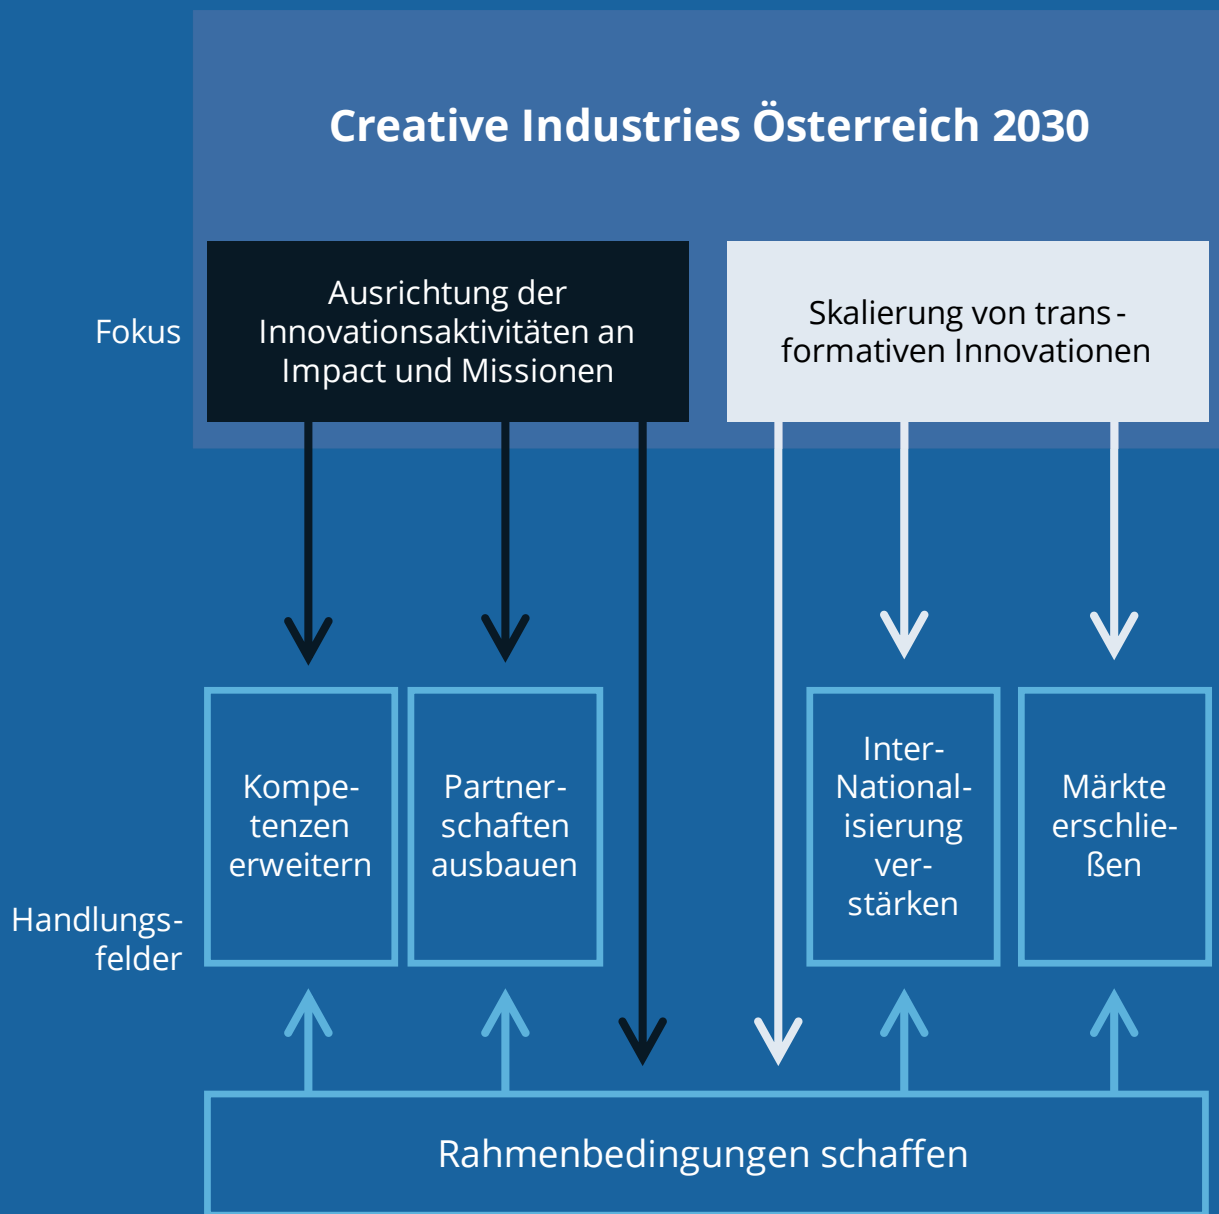 Creative Industries Österreich 2030
Fokus
Ausrichtung der
Innovationsaktivitäten an
Impact und Missionen
Skalierung von trans-
formativen Innovationen
Handlungs-
felder
Kompe-
tenzen
erweitern
Partner-
schaften
ausbauen
Inter-
National-
isierung
ver-
stärken
Märkte
erschlie-
ßen
Rahmenbedingungen schaffen